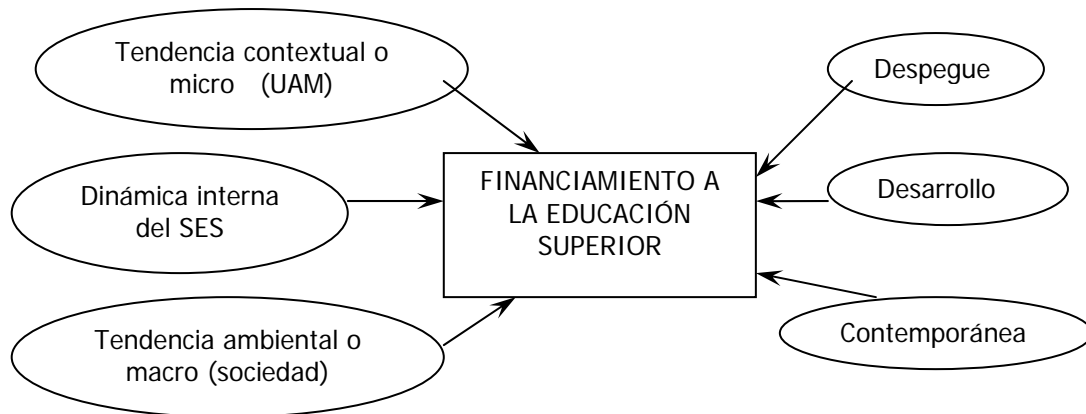 Tendencia contextual o
micro (UAM)
Dinámica interna
del SES
Tendencia ambiental o
macro (sociedad)
FINANCIAMIENTO A
LA EDUCACIÓN
SUPERIOR
Despegue
Desarrollo
Contemporánea